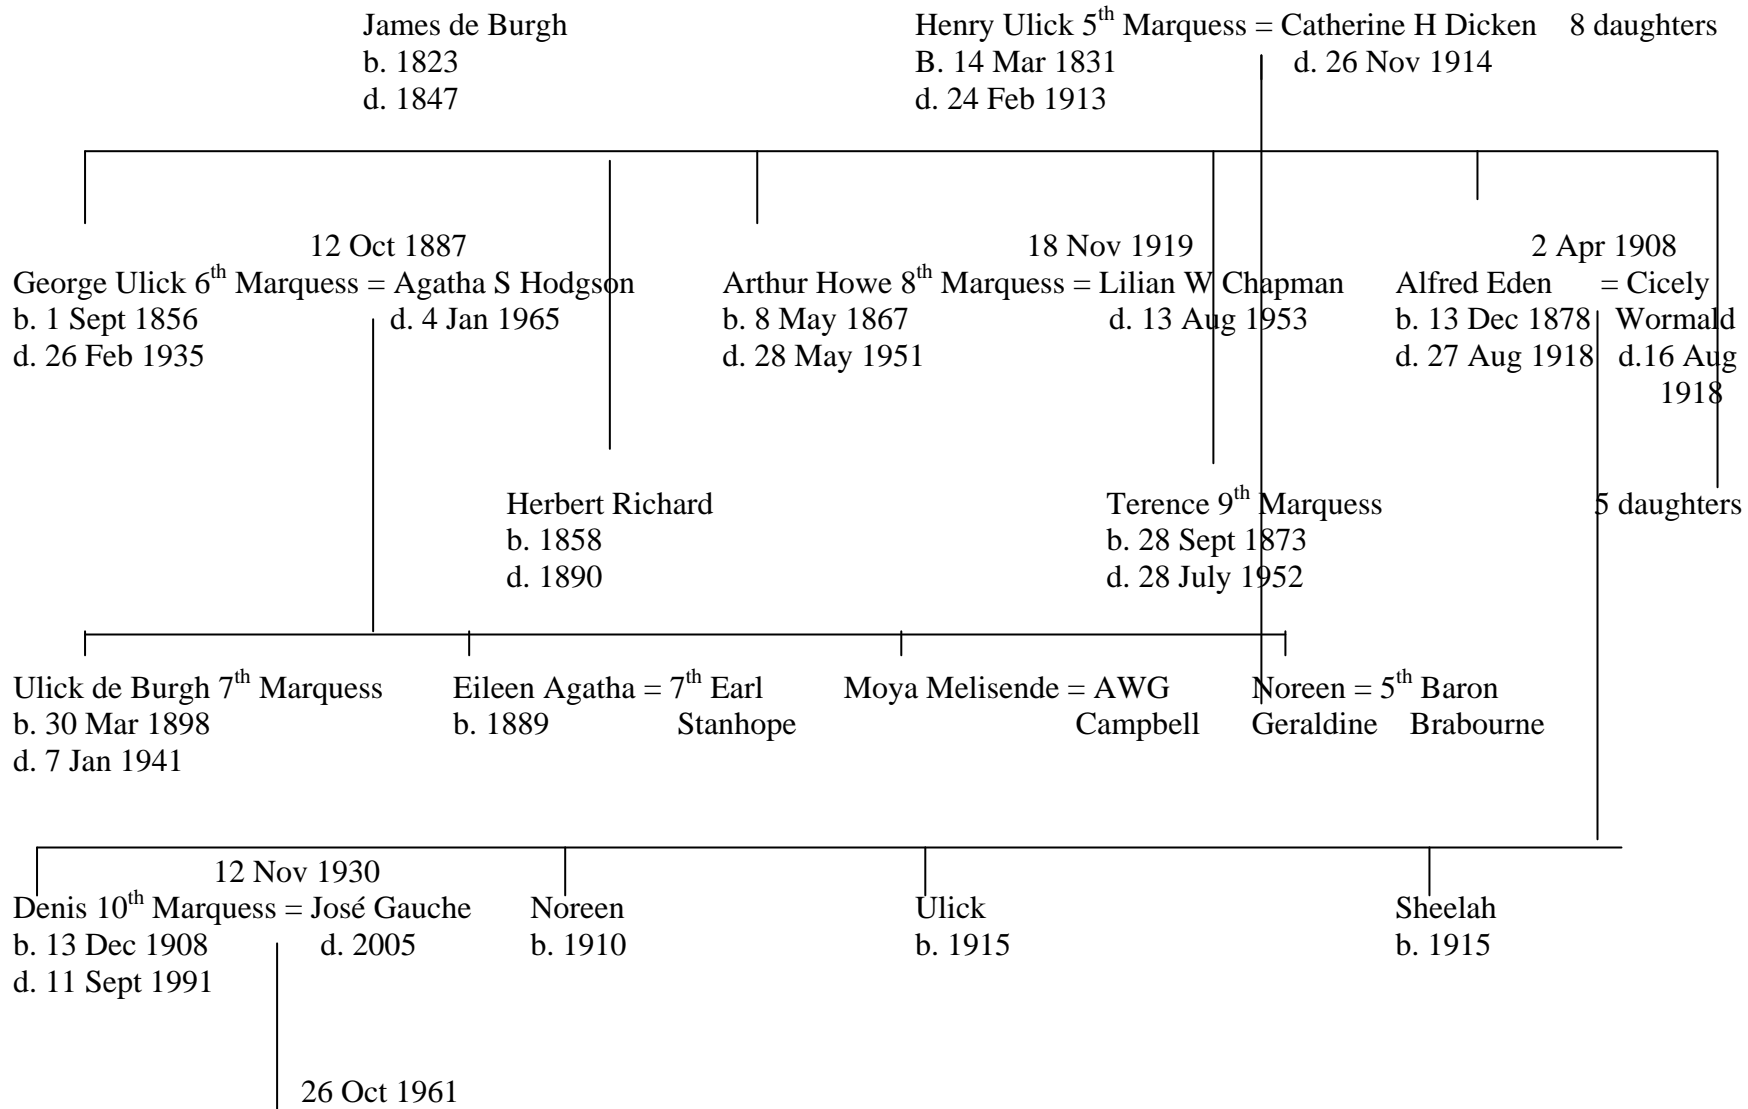 James de Burgh Henry Ulick 5th Marquess = Catherine H Dicken 8 daughters
b. 1823 B. 14 Mar 1831 d. 26 Nov 1914
d. 1847 d. 24 Feb 1913
12 Oct 1887 18 Nov 1919 2 Apr 1908
George Ulick 6th Marquess = Agatha S Hodgson Arthur Howe 8th Marquess = Lilian W Chapman Alfred Eden = Cicely
b. 1 Sept 1856 d. 4 Jan 1965 b. 8 May 1867 d. 13 Aug 1953 b. 13 Dec 1878 Wormald
d. 26 Feb 1935 d. 28 May 1951 d. 27 Aug 1918 d.16 Aug
1918
Herbert Richard Terence 9th Marquess 5 daughters
b. 1858 b. 28 Sept 1873
d. 1890 d. 28 July 1952
Ulick de Burgh 7th Marquess Eileen Agatha = 7th Earl Moya Melisende = AWG Noreen = 5th Baron
b. 30 Mar 1898 b. 1889 Stanhope Campbell Geraldine Brabourne
d. 7 Jan 1941
12 Nov 1930
Denis 10th Marquess = José Gauche Noreen Ulick Sheelah
b. 13 Dec 1908 d. 2005 b. 1910 b. 1915 b. 1915
d. 11 Sept 1991
26 Oct 1961